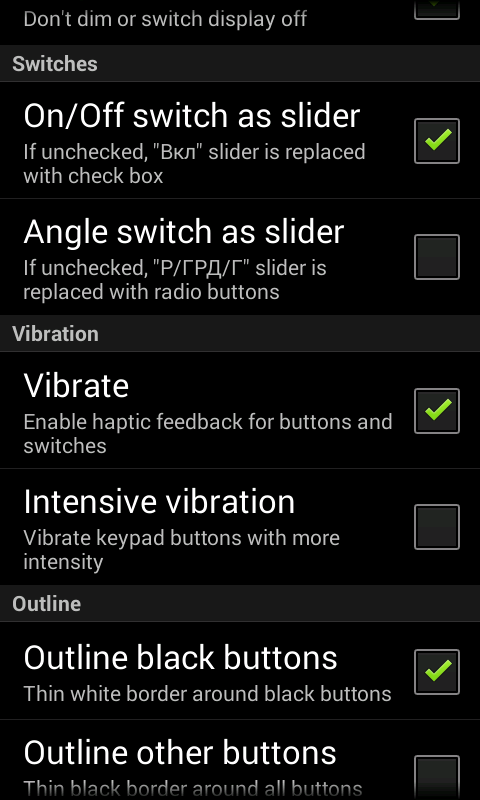 Don't dim or switch display off
Switches
On/Off switch as slider
If unchecked, "Вкл" slider is replaced
with check box
Angle switch as slider
If unchecked, "Р/ГРД/Г" slider is
replaced with radio buttons
Vibration
Vibrate
Enable haptic feedback for buttons and
switches
Intensive vibration
Vibrate keypad buttons with more
intensity
Outline
Outline black buttons
Thin white border around black buttons
Outline other buttons
Thin black border around all buttons